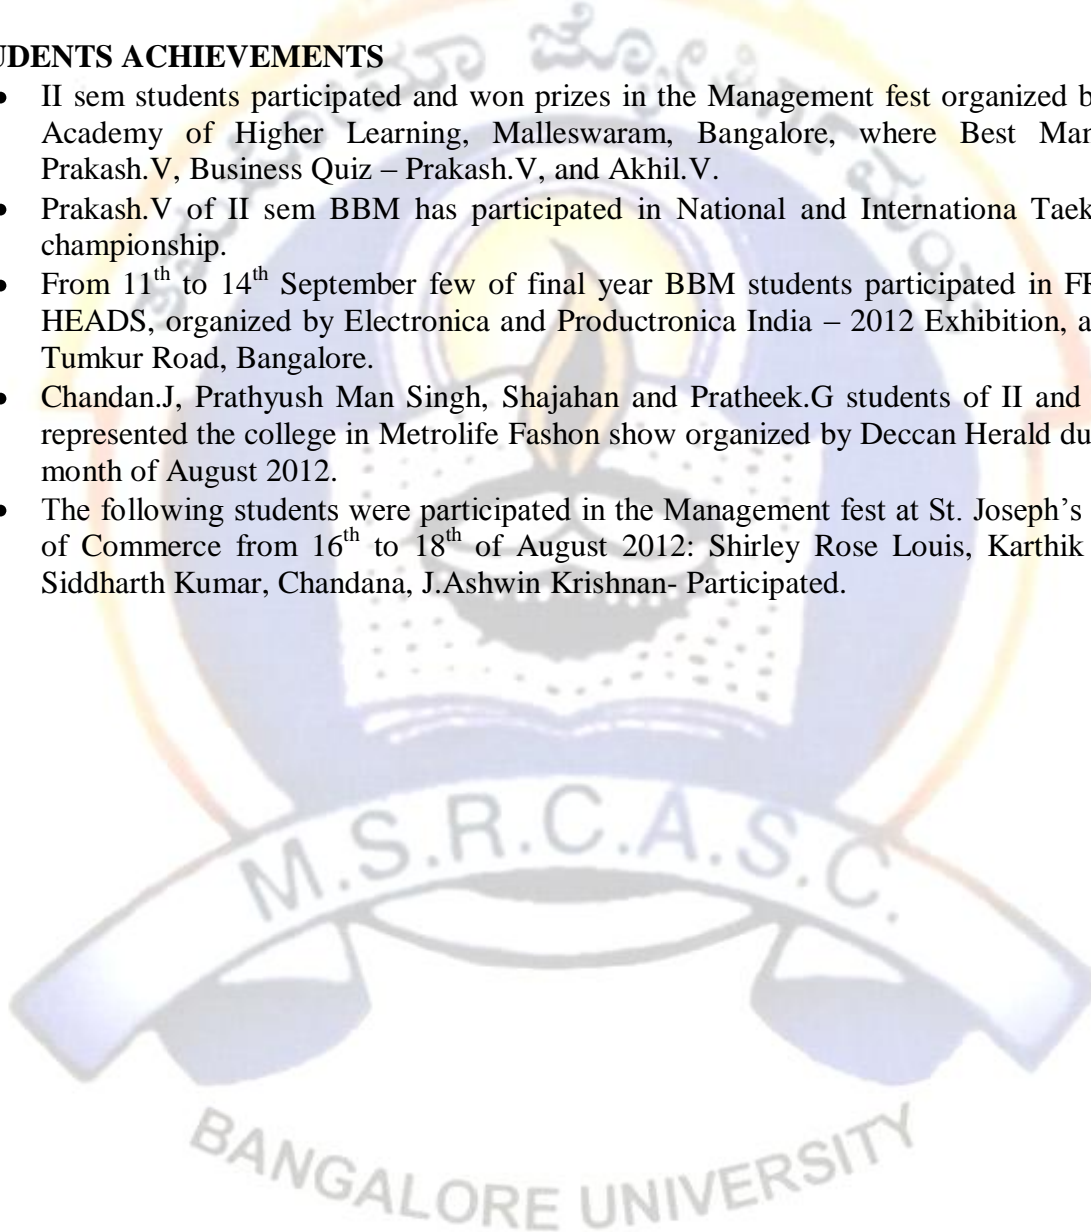 UDENTS ACHIEVEMENTS
• II sem students participated and won prizes in the Management fest organized b
Academy of Higher Learning, Malleswaram, Bangalore, where Best Man
Prakash.V, Business Quiz – Prakash.V, and Akhil.V.
• Prakash.V of II sem BBM has participated in National and Internationa Taek
championship.
• From 11th to 14th September few of final year BBM students participated in
HEADS, organized by Electronica and Productronica India – 2012 Exhibition, a
Tumkur Road, Bangalore.
• Chandan.J, Prathyush Man Singh, Shajahan and Pratheek.G students of II and
represented the college in Metrolife Fashon show organized by Deccan Herald du
month of August 2012.
• The following students were participated in the Management fest at St. Joseph’s
of Commerce from 16th to 18th of August 2012: Shirley Rose Louis, Karthik
Siddharth Kumar, Chandana, J.Ashwin Krishnan- Participated.
M.S.R.C.A.S.C.
BANGALORE UNIVERSITY